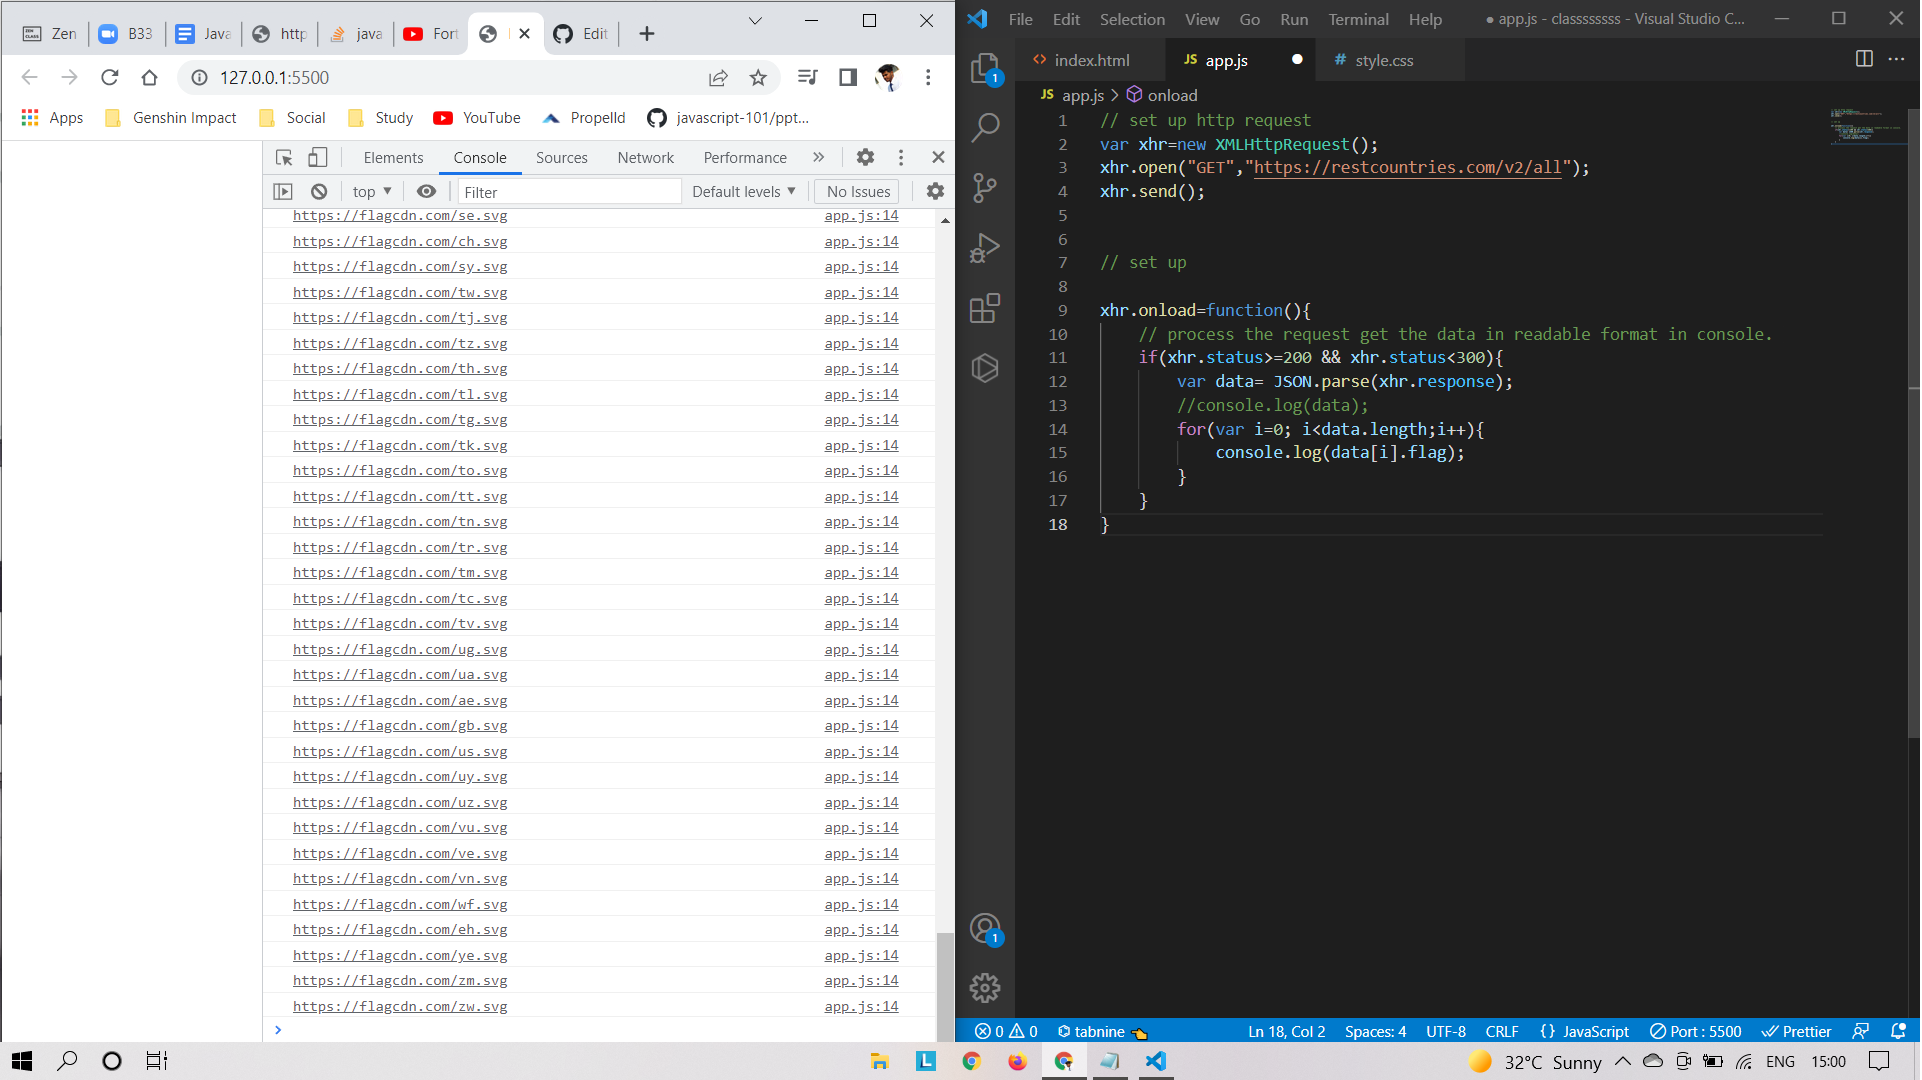 Zen
B33
Java
http
java
Fort
Edit
127.0.0.1:5500
Apps
Genshin Impact
Social
Study
YouTube
Propelld
javascript-101/ppt...
Elements
Console
Sources
Network
Performance
top
Filter
Default levels
No Issues
https://flagcdn.com/se.svg app.js:14
https://flagcdn.com/ch.svg app.js:14
https://flagcdn.com/sy.svg app.js:14
https://flagcdn.com/tw.svg app.js:14
https://flagcdn.com/tj.svg app.js:14
https://flagcdn.com/tz.svg app.js:14
https://flagcdn.com/th.svg app.js:14
https://flagcdn.com/tl.svg app.js:14
https://flagcdn.com/tg.svg app.js:14
https://flagcdn.com/tk.svg app.js:14
https://flagcdn.com/to.svg app.js:14
https://flagcdn.com/tt.svg app.js:14
https://flagcdn.com/tn.svg app.js:14
https://flagcdn.com/tr.svg app.js:14
https://flagcdn.com/tm.svg app.js:14
https://flagcdn.com/tc.svg app.js:14
https://flagcdn.com/tv.svg app.js:14
https://flagcdn.com/ug.svg app.js:14
https://flagcdn.com/ua.svg app.js:14
https://flagcdn.com/ae.svg app.js:14
https://flagcdn.com/gb.svg app.js:14
https://flagcdn.com/us.svg app.js:14
https://flagcdn.com/uy.svg app.js:14
https://flagcdn.com/uz.svg app.js:14
https://flagcdn.com/vu.svg app.js:14
https://flagcdn.com/ve.svg app.js:14
https://flagcdn.com/vn.svg app.js:14
https://flagcdn.com/wf.svg app.js:14
https://flagcdn.com/eh.svg app.js:14
https://flagcdn.com/ye.svg app.js:14
https://flagcdn.com/zm.svg app.js:14
https://flagcdn.com/zw.svg app.js:14
File Edit Selection View Go Run Terminal Help
● app.js - classssssss - Visual Studio C...
index.html
JS app.js
# style.css
JS app.js > onload
1 // set up http request
2 var xhr=new XMLHttpRequest();
3 xhr.open("GET","https://restcountries.com/v2/all");
4 xhr.send();
5
6
7 // set up
8
9 xhr.onload=function(){
10 // process the request get the data in readable format in console.
11 if(xhr.status>=200 && xhr.status<300){
12 var data= JSON.parse(xhr.response);
13 //console.log(data);
14 for(var i=0; i<data.length;i++){
15 console.log(data[i].flag);
16 }
17 }
18 }
1
1
0 0 tabnine
Ln 18, Col 2
Spaces: 4
UTF-8
CRLF
{ } JavaScript
Port : 5500
Prettier
32°C Sunny
ENG
15:00